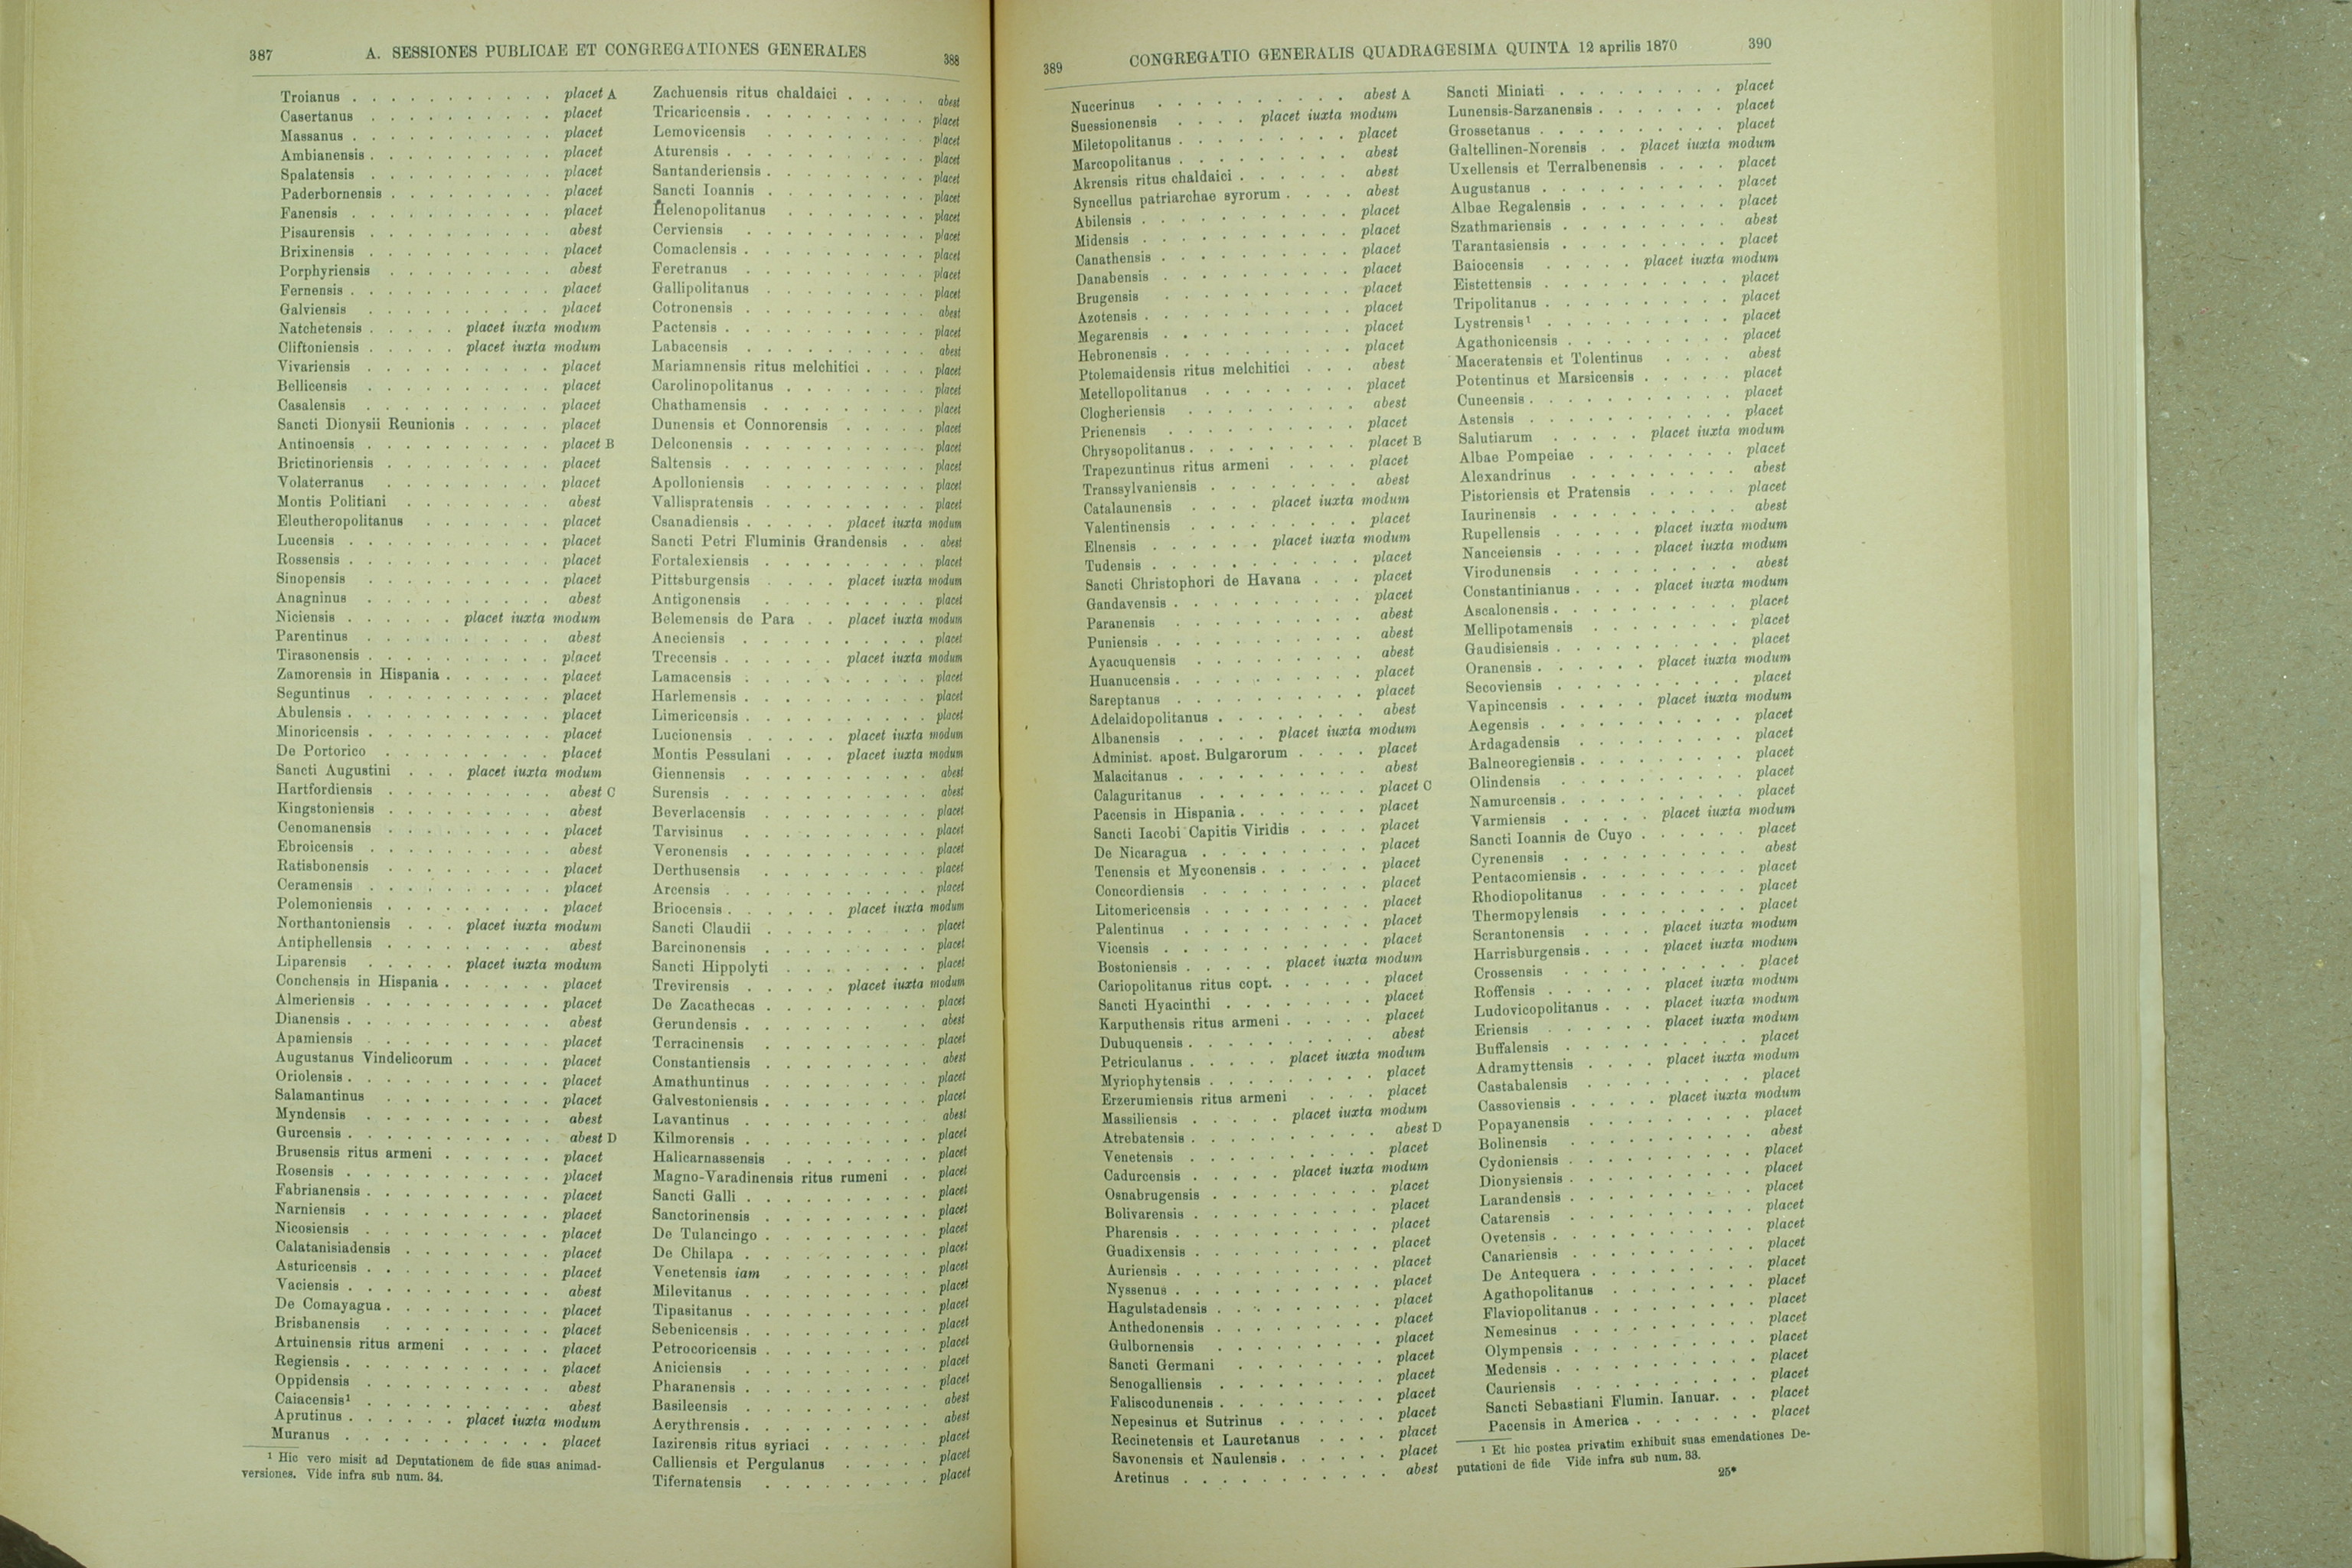 387 A. SESSIONES PUBLICAE ET CONGREGATIONES GENERALES 388
Troianus . . . . . . . . . . . placet A
Casertanus . . . . . . . . . . placet
Massanus . . . . . . . . . . . placet
Ambianensis . . . . . . . . . . placet
Spalatensis . . . . . . . . . . placet
Paderbornensis . . . . . . . . . placet
Fanensis . . . . . . . . . . . placet
Pisaurensis . . . . . . . . . . abest
Brixinensis . . . . . . . . . . placet
Porphyriensis . . . . . . . . . abest
Fernensis . . . . . . . . . . . placet
Galviensis . . . . . . . . . . placet
Natchetensis . . . . . placet iuxta modum
Cliftoniensis . . . . . placet iuxta modum
Vivariensis . . . . . . . . . . placet
Bellicensis . . . . . . . . . . placet
Casalensis . . . . . . . . . . placet
Sancti Dionysii Reunionis . . . . . placet
Antinoensis . . . . . . . . . . placet B
Brictinoriensis . . . . . . . . . placet
Volaterranus . . . . . . . . . placet
Montis Politiani . . . . . . . . abest
Eleutheropolitanus . . . . . . . placet
Lucensis . . . . . . . . . . . placet
Rossensis . . . . . . . . . . . placet
Sinopensis . . . . . . . . . . placet
Anagninus . . . . . . . . . . abest
Niciensis . . . . . . placet iuxta modum
Parentinus . . . . . . . . . . abest
Tirasonensis . . . . . . . . . . placet
Zamorensis in Hispania . . . . . . placet
Seguntinus . . . . . . . . . . placet
Abulensis . . . . . . . . . . . placet
Minoricensis . . . . . . . . . . placet
De Portorico . . . . . . . . . placet
Sancti Augustini . . . placet iuxta modum
Hartfordiensis . . . . . . . . . abest C
Kingstoniensis . . . . . . . . . abest
Cenomanensis . . . . . . . . . placet
Ebroicensis . . . . . . . . . . abest
Ratisbonensis . . . . . . . . . placet
Ceramensis . . . . . . . . . . placet
Polemoniensis . . . . . . . . . placet
Northantoniensis . . . placet iuxta modum
Antiphellensis . . . . . . . . . abest
Liparensis . . . . . placet iuxta modum
Conchensis in Hispania . . . . . . placet
Almeriensis . . . . . . . . . . placet
Dianensis . . . . . . . . . . . abest
Apamiensis . . . . . . . . . . placet
Augustanus Vindelicorum . . . . . placet
Oriolensis . . . . . . . . . . . placet
Salamantinus . . . . . . . . . placet
Myndensis . . . . . . . . . . abest
Gurcensis . . . . . . . . . . . abest D
Brusensis ritus armeni . . . . . . placet
Rosensis . . . . . . . . . . . placet
Fabrianensis . . . . . . . . . . placet
Narniensis . . . . . . . . . . placet
Nicosiensis . . . . . . . . . . placet
Calatanisiadensis . . . . . . . . placet
Asturicensis . . . . . . . . . . placet
Vaciensis . . . . . . . . . . . abest
De Comayagua . . . . . . . . . placet
Brisbanensis . . . . . . . . . placet
Artuinensis ritus armeni . . . . . placet
Regiensis . . . . . . . . . . . placet
Oppidensis . . . . . . . . . . abest
Caiacensis¹ . . . . . . . . . . abest
Aprutinus . . . . . . placet iuxta modum
Muranus . . . . . . . . . . . placet
¹ Hic vero misit ad Deputationem de fide suas animad-
versiones. Vide infra sub num. 34.
Zachuensis ritus chaldaici . . . . . abest
Tricaricensis . . . . . . . . . . placet
Lemovicensis . . . . . . . . . placet
Aturensis . . . . . . . . . . . placet
Santanderiensis . . . . . . . . . placet
Sancti Ioannis . . . . . . . . . placet
Helenopolitanus . . . . . . . . placet
Cerviensis . . . . . . . . . . placet
Comaclensis . . . . . . . . . . placet
Feretranus . . . . . . . . . . placet
Gallipolitanus . . . . . . . . . placet
Cotronensis . . . . . . . . . . abest
Pactensis . . . . . . . . . . . placet
Labacensis . . . . . . . . . . abest
Mariamnensis ritus melchitici . . . . placet
Carolinopolitanus . . . . . . . . placet
Chathamensis . . . . . . . . . placet
Dunensis et Connorensis . . . . . placet
Delconensis . . . . . . . . . . placet
Saltensis . . . . . . . . . . . placet
Apolloniensis . . . . . . . . . placet
Vallispratensis . . . . . . . . . placet
Csanadiensis . . . . . placet iuxta modum
Sancti Petri Fluminis Grandensis . . abest
Fortalexiensis . . . . . . . . . placet
Pittsburgensis . . . . placet iuxta modum
Antigonensis . . . . . . . . . placet
Belemensis de Para . . placet iuxta modum
Aneciensis . . . . . . . . . . placet
Trecensis . . . . . . placet iuxta modum
Lamacensis . . . . . . . . . . placet
Harlemensis . . . . . . . . . . placet
Limericensis . . . . . . . . . . placet
Lucionensis . . . . . placet iuxta modum
Montis Pessulani . . . placet iuxta modum
Giennensis . . . . . . . . . . abest
Surensis . . . . . . . . . . . abest
Beverlacensis . . . . . . . . . placet
Tarvisinus . . . . . . . . . . placet
Veronensis . . . . . . . . . . placet
Derthusensis . . . . . . . . . placet
Arcensis . . . . . . . . . . . placet
Briocensis . . . . . . placet iuxta modum
Sancti Claudii . . . . . . . . . placet
Barcinonensis . . . . . . . . . placet
Sancti Hippolyti . . . . . . . . placet
Trevirensis . . . . . placet iuxta modum
De Zacathecas . . . . . . . . . placet
Gerundensis . . . . . . . . . . abest
Terracinensis . . . . . . . . . placet
Constantiensis . . . . . . . . . abest
Amathuntinus . . . . . . . . . placet
Galvestoniensis . . . . . . . . . placet
Lavantinus . . . . . . . . . . abest
Kilmorensis . . . . . . . . . . placet
Halicarnassensis . . . . . . . . placet
Magno-Varadinensis ritus rumeni . . placet
Sancti Galli . . . . . . . . . . placet
Sanctorinensis . . . . . . . . . placet
De Tulancingo . . . . . . . . . placet
De Chilapa . . . . . . . . . . placet
Venetensis iam . . . . . . . . placet
Milevitanus . . . . . . . . . . placet
Tipasitanus . . . . . . . . . . placet
Sebenicensis . . . . . . . . . . placet
Petrocoricensis . . . . . . . . . placet
Aniciensis . . . . . . . . . . placet
Pharanensis . . . . . . . . . . placet
Basileensis . . . . . . . . . . abest
Aerythrensis . . . . . . . . . . abest
Iazirensis ritus syriaci . . . . . . placet
Calliensis et Pergulanus . . . . . placet
Tifernatensis . . . . . . . . . placet
389 CONGREGATIO GENERALIS QUADRAGESIMA QUINTA 12 aprilis 1870 390
Nucerinus . . . . . . . . . . abest A
Suessionensis . . . . placet iuxta modum
Miletopolitanus . . . . . . . . . placet
Marcopolitanus . . . . . . . . . abest
Akrensis ritus chaldaici . . . . . . abest
Syncellus patriarchae syrorum . . . . abest
Abilensis . . . . . . . . . . . placet
Midensis . . . . . . . . . . . placet
Canathensis . . . . . . . . . . placet
Danabensis . . . . . . . . . . placet
Brugensis . . . . . . . . . . placet
Azotensis . . . . . . . . . . . placet
Megarensis . . . . . . . . . . placet
Hebronensis . . . . . . . . . . placet
Ptolemaidensis ritus melchitici . . . abest
Metellopolitanus . . . . . . . . placet
Clogheriensis . . . . . . . . . abest
Prienensis . . . . . . . . . . placet
Chrysopolitanus . . . . . . . . . placet B
Trapezuntinus ritus armeni . . . . placet
Transsylvaniensis . . . . . . . . abest
Catalaunensis . . . . placet iuxta modum
Valentinensis . . . . . . . . . placet
Elnensis . . . . . . placet iuxta modum
Tudensis . . . . . . . . . . . placet
Sancti Christophori de Havana . . . placet
Gandavensis . . . . . . . . . . placet
Paranensis . . . . . . . . . . abest
Puniensis . . . . . . . . . . . abest
Ayacuquensis . . . . . . . . . abest
Huanucensis . . . . . . . . . . placet
Sareptanus . . . . . . . . . . placet
Adelaidopolitanus . . . . . . . . abest
Albanensis . . . . . placet iuxta modum
Administ. apost. Bulgarorum . . . . placet
Malacitanus . . . . . . . . . . abest
Calaguritanus . . . . . . . . . placet C
Pacensis in Hispania . . . . . . . placet
Sancti Iacobi Capitis Viridis . . . . placet
De Nicaragua . . . . . . . . . placet
Tenensis et Myconensis . . . . . . placet
Concordiensis . . . . . . . . . placet
Litomericensis . . . . . . . . . placet
Palentinus . . . . . . . . . . placet
Vicensis . . . . . . . . . . . placet
Bostoniensis . . . . . placet iuxta modum
Cariopolitanus ritus copt. . . . . . placet
Sancti Hyacinthi . . . . . . . . placet
Karputhensis ritus armeni . . . . . placet
Dubuquensis . . . . . . . . . . abest
Petriculanus . . . . . placet iuxta modum
Myriophytensis . . . . . . . . . placet
Erzerumiensis ritus armeni . . . . placet
Massiliensis . . . . . placet iuxta modum
Atrebatensis . . . . . . . . . . abest D
Venetensis . . . . . . . . . . placet
Cadurcensis . . . . . placet iuxta modum
Osnabrugensis . . . . . . . . . placet
Bolivarensis . . . . . . . . . . placet
Pharensis . . . . . . . . . . . placet
Guadixensis . . . . . . . . . . placet
Auriensis . . . . . . . . . . . placet
Nyssenus . . . . . . . . . . . placet
Hagulstadensis . . . . . . . . . placet
Anthedonensis . . . . . . . . . placet
Gulbornensis . . . . . . . . . placet
Sancti Germani . . . . . . . . placet
Senogalliensis . . . . . . . . . placet
Faliscodunensis . . . . . . . . . placet
Nepesinus et Sutrinus . . . . . . placet
Recinetensis et Lauretanus . . . . placet
Savonensis et Naulensis . . . . . . placet
Aretinus . . . . . . . . . . . abest
Sancti Miniati . . . . . . . . . placet
Lunensis-Sarzanensis . . . . . . . placet
Grossetanus . . . . . . . . . . placet
Galtellinen-Norensis . . placet iuxta modum
Uxellensis et Terralbenensis . . . . placet
Augustanus . . . . . . . . . . placet
Albae Regalensis . . . . . . . . placet
Szathmariensis . . . . . . . . . abest
Tarantasiensis . . . . . . . . . placet
Baiocensis . . . . . placet iuxta modum
Eistettensis . . . . . . . . . . placet
Tripolitanus . . . . . . . . . . placet
Lystrensis¹ . . . . . . . . . . placet
Agathonicensis . . . . . . . . . placet
Maceratensis et Tolentinus . . . . abest
Potentinus et Marsicensis . . . . . placet
Cuneensis . . . . . . . . . . . placet
Astensis . . . . . . . . . . . placet
Salutiarum . . . . . placet iuxta modum
Albae Pompeiae . . . . . . . . placet
Alexandrinus . . . . . . . . . abest
Pistoriensis et Pratensis . . . . . placet
Iaurinensis . . . . . . . . . . abest
Rupellensis . . . . . placet iuxta modum
Nanceiensis . . . . . placet iuxta modum
Virodunensis . . . . . . . . . abest
Constantinianus . . . . placet iuxta modum
Ascalonensis . . . . . . . . . . placet
Mellipotamensis . . . . . . . . placet
Gaudisiensis . . . . . . . . . . placet
Oranensis . . . . . . placet iuxta modum
Secoviensis . . . . . . . . . . placet
Vapincensis . . . . . placet iuxta modum
Aegensis . . . . . . . . . . . placet
Ardagadensis . . . . . . . . . placet
Balneoregiensis . . . . . . . . . placet
Olindensis . . . . . . . . . . placet
Namurcensis . . . . . . . . . . placet
Varmiensis . . . . . placet iuxta modum
Sancti Ioannis de Cuyo . . . . . . placet
Cyrenensis . . . . . . . . . . abest
Pentacomiensis . . . . . . . . . placet
Rhodiopolitanus . . . . . . . . placet
Thermopylensis . . . . . . . . placet
Scrantonensis . . . . placet iuxta modum
Harrisburgensis . . . . placet iuxta modum
Crossensis . . . . . . . . . . placet
Roffensis . . . . . . placet iuxta modum
Ludovicopolitanus . . . placet iuxta modum
Eriensis . . . . . . placet iuxta modum
Buffalensis . . . . . . . . . . placet
Adramyttensis . . . . placet iuxta modum
Castabalensis . . . . . . . . . placet
Cassoviensis . . . . . placet iuxta modum
Popayanensis . . . . . . . . . placet
Bolinensis . . . . . . . . . . abest
Cydoniensis . . . . . . . . . . placet
Dionysiensis . . . . . . . . . . placet
Larandensis . . . . . . . . . . placet
Catarensis . . . . . . . . . . placet
Ovetensis . . . . . . . . . . . placet
Canariensis . . . . . . . . . . placet
De Antequera . . . . . . . . . placet
Agathopolitanus . . . . . . . . placet
Flaviopolitanus . . . . . . . . . placet
Nemesinus . . . . . . . . . . placet
Olympensis . . . . . . . . . . placet
Medensis . . . . . . . . . . . placet
Cauriensis . . . . . . . . . . placet
Sancti Sebastiani Flumin. Ianuar. . . placet
Pacensis in America . . . . . . . placet
¹ Et hic postea privatim exhibuit suas emendationes De-
putationi de fide Vide infra sub num. 33.
25*